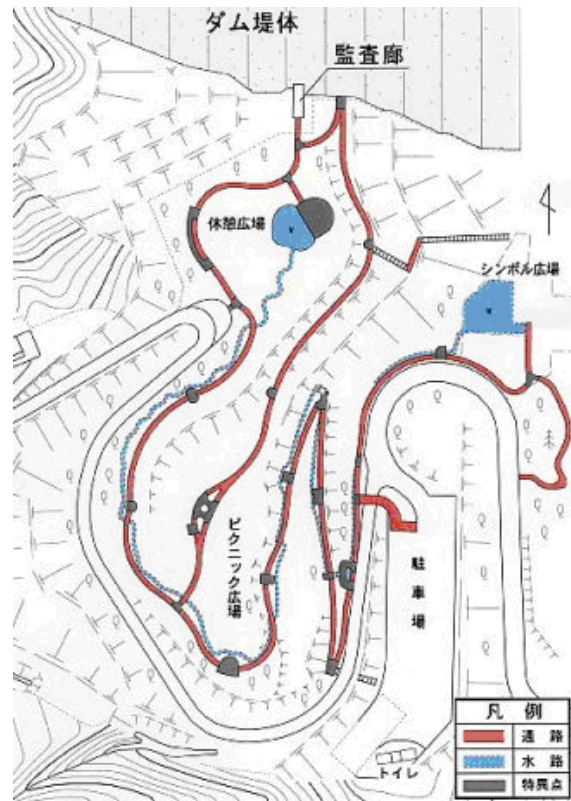 ダム堤体
監査廊
休憩広場
シンボル広場
ピクニック広場
駐車場
トイレ
凡 例
通 路
水 路
特異点